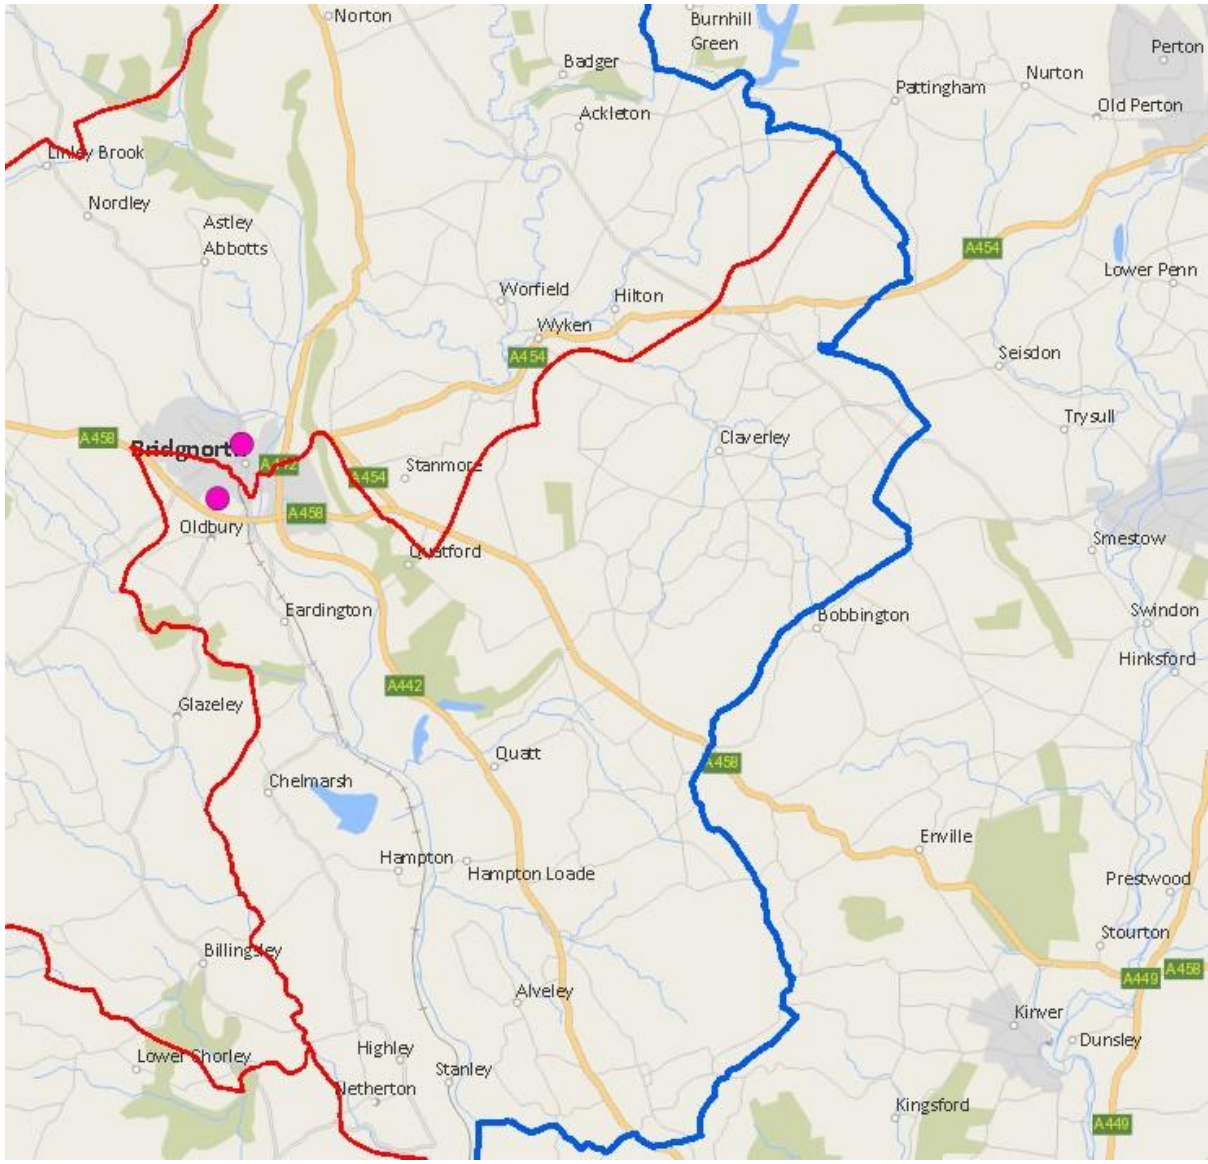 Norton
Burnhill
Green
Badger
Perton
Nurton
Pattingham
Old Perton
Ackleton
Linley Brook
Nordley
Astley
Abbotts
A454
Lower Penn
Worfield
Hilton
Wyken
A454
Seisdon
Trysull
A458
Bridgnorth
Claverley
A442
Stanmore
A454
A458
Oldbury
Quatford
Smestow
Eardington
Bobbington
Swindon
Hinksford
A442
Glazeley
Quatt
A458
Chelmarsh
Enville
Hampton
Hampton Loade
Prestwood
Stourton
Billingsley
A449
A458
Alveley
Kinver
Dunsley
Lower Chorley
Highley
Stanley
Netherton
Kingsford
A449